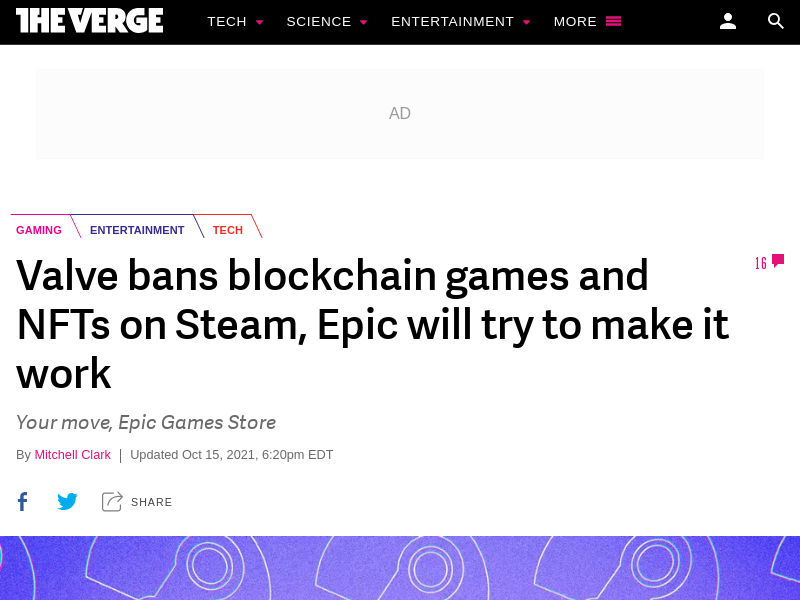 THE VERGE TECH SCIENCE ENTERTAINMENT MORE
AD
GAMING ENTERTAINMENT TECH
Valve bans blockchain games and
NFTs on Steam, Epic will try to make it
work
16
Your move, Epic Games Store
By Mitchell Clark | Updated Oct 15, 2021, 6:20pm EDT
SHARE